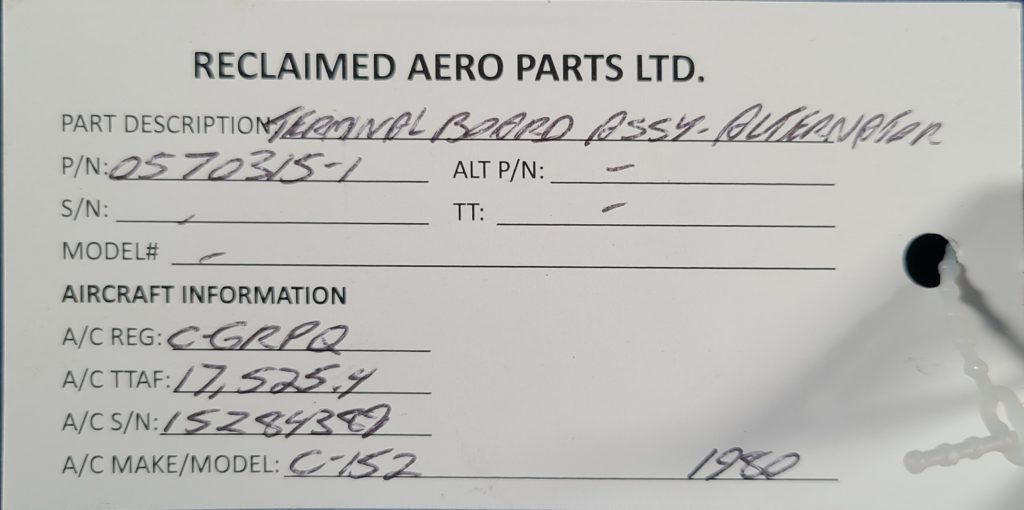 RECLAIMED AERO PARTS LTD.
PART DESCRIPTION TERMINAL BOARD ASSY-ALTERNATOR
P/N: 0570315-1 ALT P/N: -
S/N: - TT: -
MODEL# -
AIRCRAFT INFORMATION
A/C REG: C-GRPQ
A/C TTAF: 17,525.4
A/C S/N: 15284389
A/C MAKE/MODEL: C-152 1980